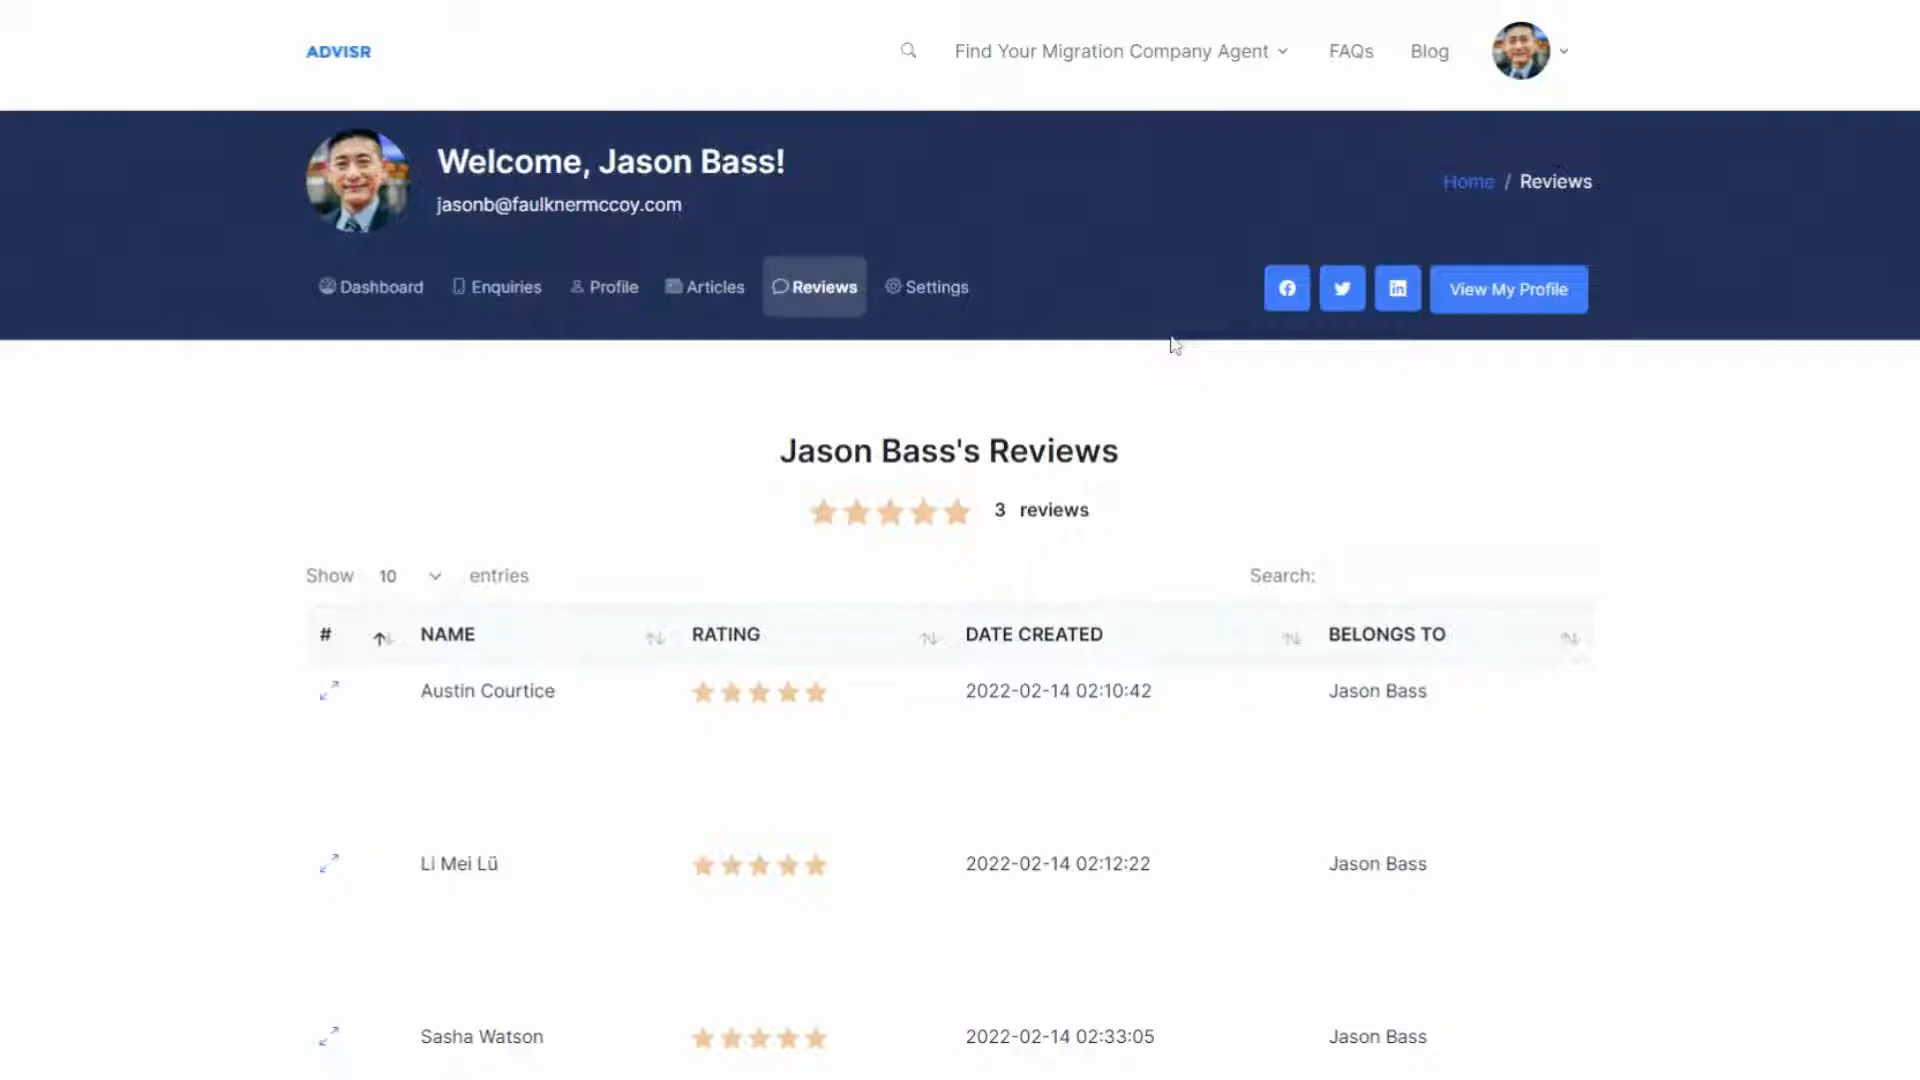 ADVISR
Find Your Migration Company Agent
FAQs
Blog
Welcome, Jason Bass!
jasonb@faulknermccoy.com
Home / Reviews
Dashboard
Enquiries
Profile
Articles
Reviews
Settings
View My Profile
Jason Bass's Reviews
3 reviews
Show 10 entries
Search:
# NAME RATING DATE CREATED BELONGS TO
Austin Courtice 2022-02-14 02:10:42 Jason Bass
Li Mei Lü 2022-02-14 02:12:22 Jason Bass
Sasha Watson 2022-02-14 02:33:05 Jason Bass